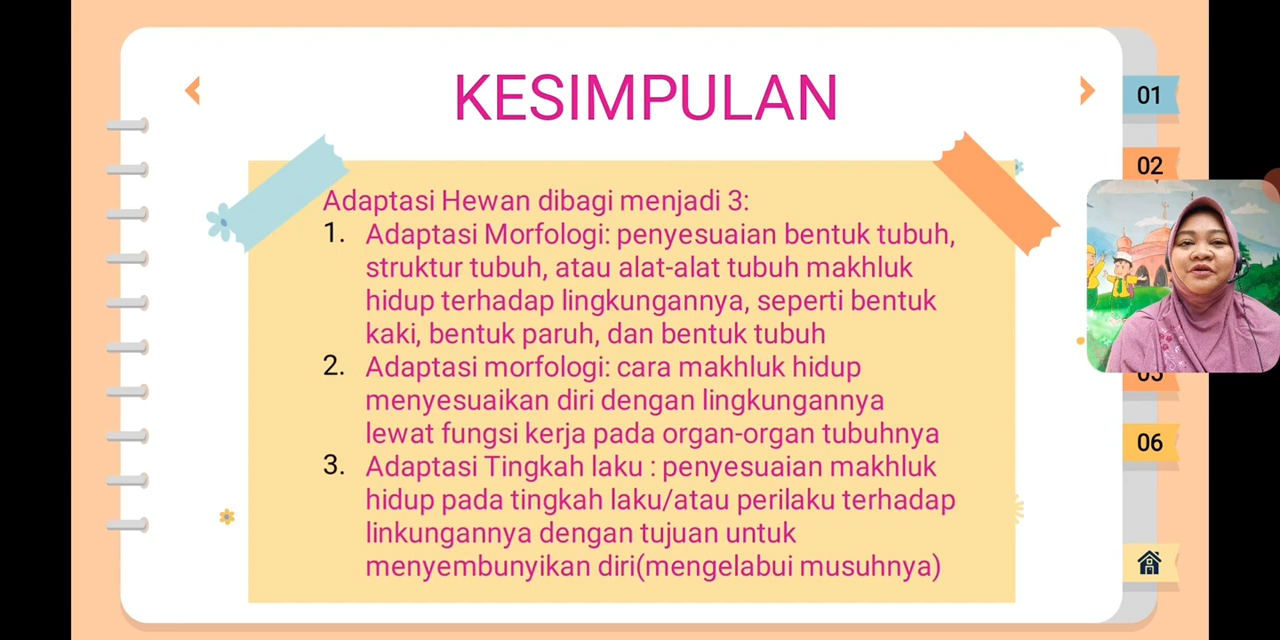 KESIMPULAN
Adaptasi Hewan dibagi menjadi 3:
1. Adaptasi Morfologi: penyesuaian bentuk tubuh,
struktur tubuh, atau alat-alat tubuh makhluk
hidup terhadap lingkungannya, seperti bentuk
kaki, bentuk paruh, dan bentuk tubuh
2. Adaptasi morfologi: cara makhluk hidup
menyesuaikan diri dengan lingkungannya
lewat fungsi kerja pada organ-organ tubuhnya
3. Adaptasi Tingkah laku : penyesuaian makhluk
hidup pada tingkah laku/atau perilaku terhadap
linkungannya dengan tujuan untuk
menyembunyikan diri(mengelabui musuhnya)
01
02
06